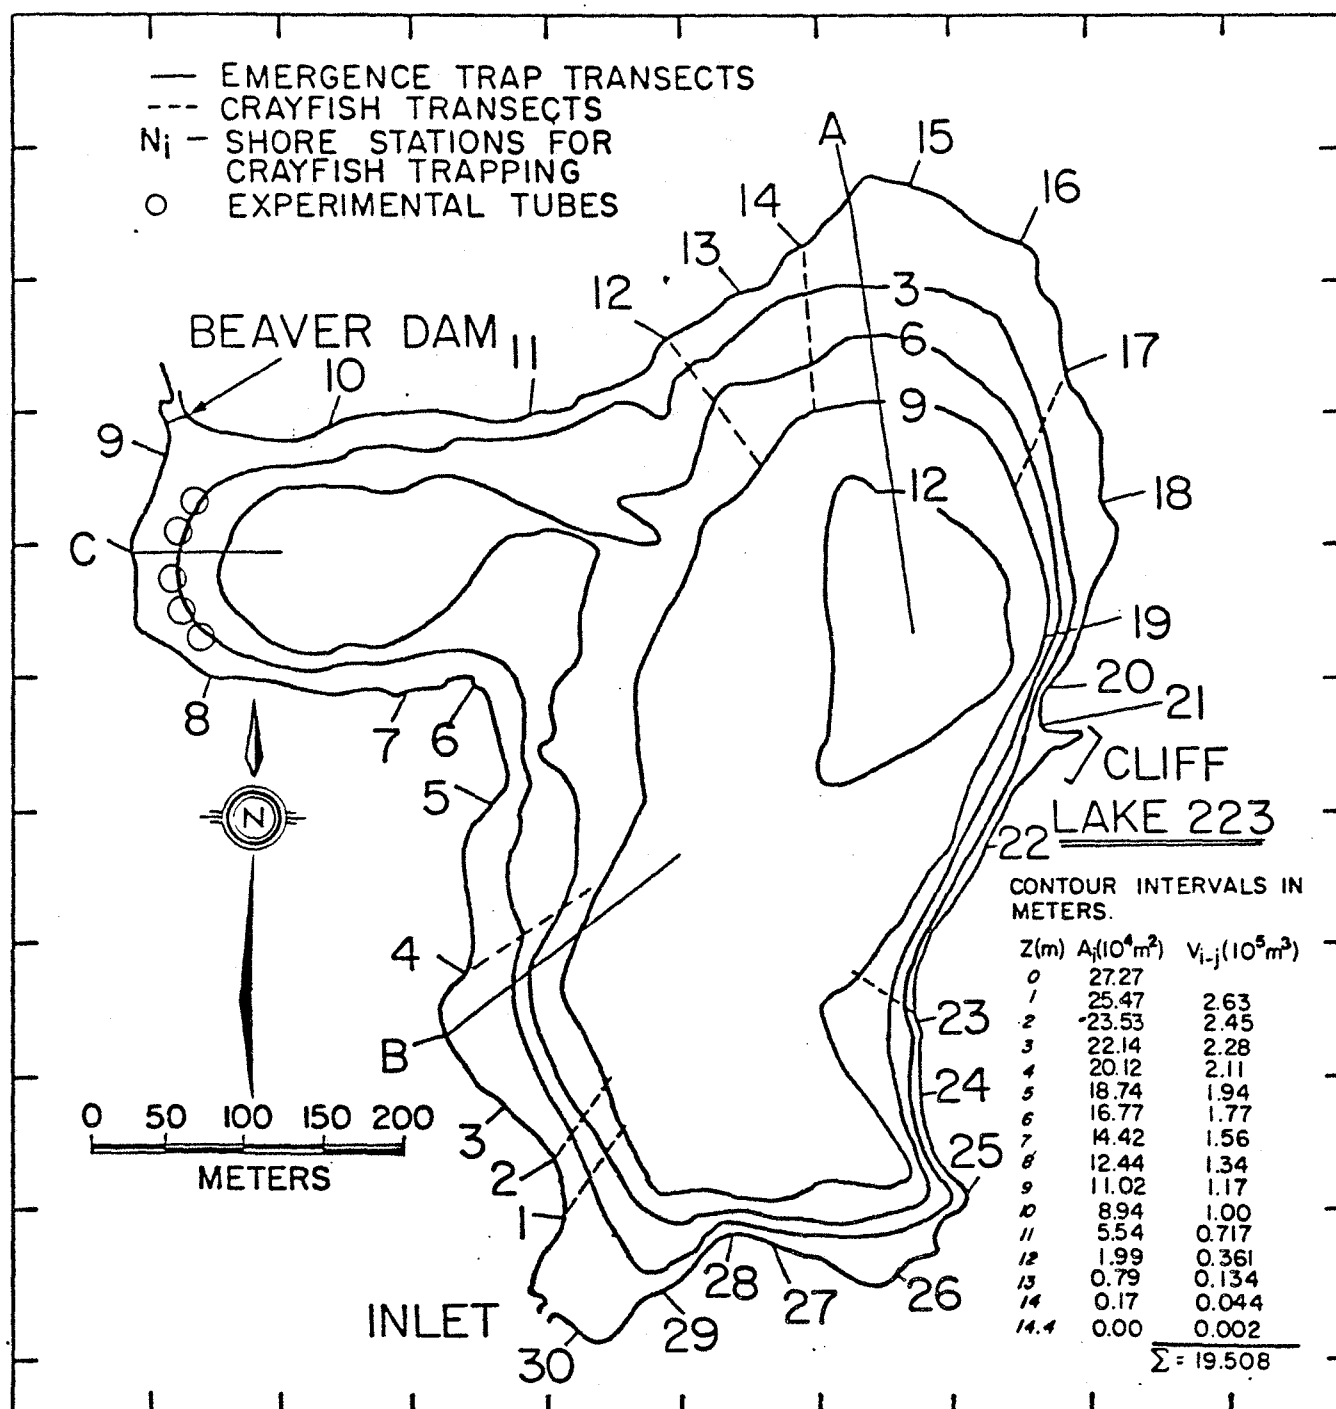 — EMERGENCE TRAP TRANSECTS
--- CRAYFISH TRANSECTS
Ni – SHORE STATIONS FOR
CRAYFISH TRAPPING
○ EXPERIMENTAL TUBES
A
15
16
14
13
12
3
BEAVER DAM
11
6
17
10
9
9
12
18
C
19
20
8
7
6
21
5
CLIFF
N
LAKE 223
22
CONTOUR INTERVALS IN
METERS.
4
23
B
24
3
0 50 100 150 200
METERS
2
25
1
28
27
26
INLET
29
30
Z(m) Aj(10⁴m²) Vi-j(10⁵m³)
0 27.27
1 25.47 2.63
2 23.53 2.45
3 22.14 2.28
4 20.12 2.11
5 18.74 1.94
6 16.77 1.77
7 14.42 1.56
8 12.44 1.34
9 11.02 1.17
10 8.94 1.00
11 5.54 0.717
12 1.99 0.361
13 0.79 0.134
14 0.17 0.044
14.4 0.00 0.002
Σ = 19.508